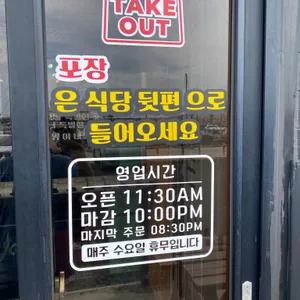 TAKE
OUT
포장
은 식당 뒷편 으로
들어오세요
영업시간
오픈 11:30AM
마감 10:00PM
마지막 주문 08:30PM
매주 수요일 휴무입니다